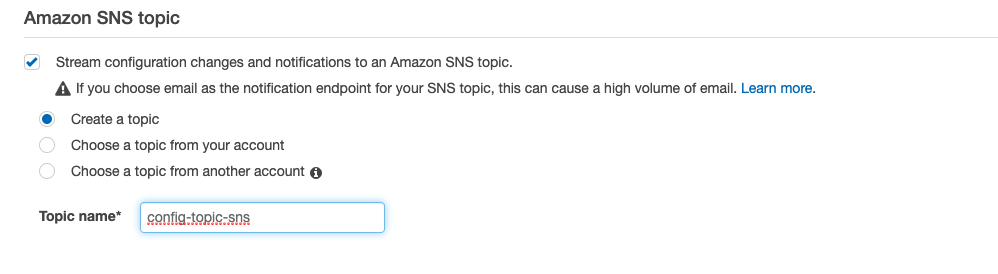 Amazon SNS topic
Stream configuration changes and notifications to an Amazon SNS topic.
If you choose email as the notification endpoint for your SNS topic, this can cause a high volume of email. Learn more.
Create a topic
Choose a topic from your account
Choose a topic from another account
Topic name* config-topic-sns